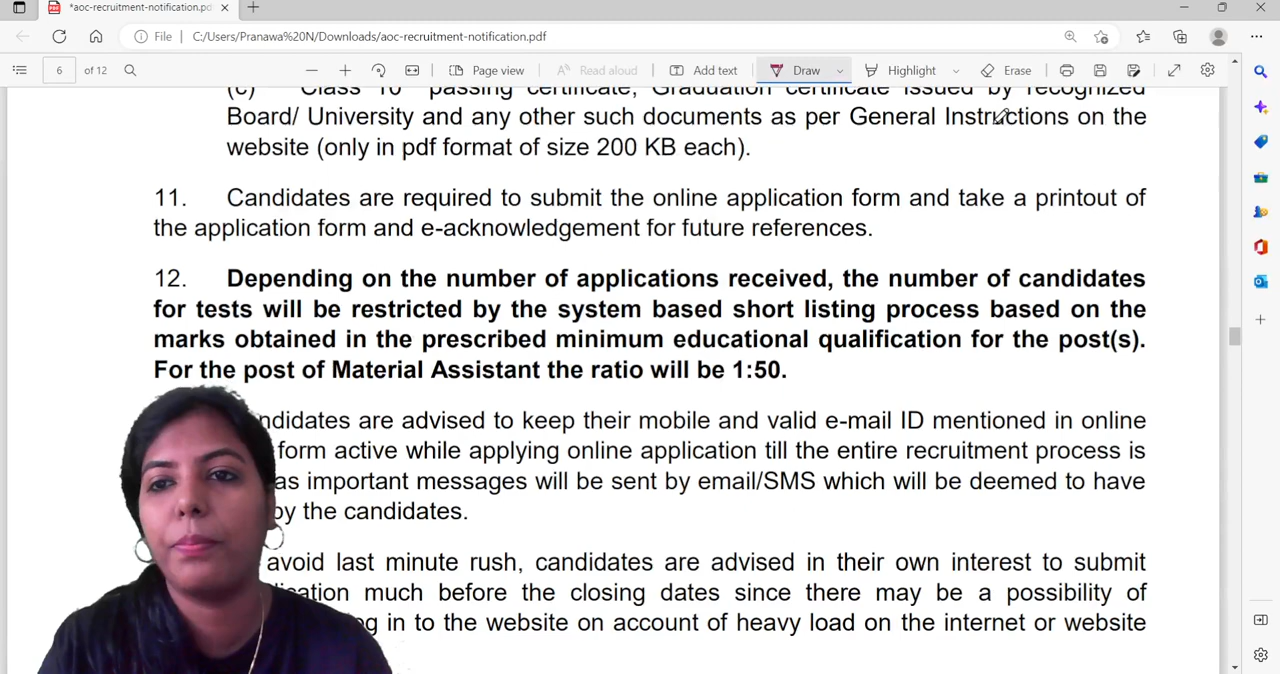 *aoc-recruitment-notification.pd
File
C:/Users/Pranawa%20N/Downloads/aoc-recruitment-notification.pdf
6 of 12
Page view
Read aloud
Add text
Draw
Highlight
Erase
(c) Class 10 passing certificate, Graduation certificate issued by recognized
Board/ University and any other such documents as per General Instructions on the
website (only in pdf format of size 200 KB each).
11. Candidates are required to submit the online application form and take a printout of
the application form and e-acknowledgement for future references.
12. Depending on the number of applications received, the number of candidates
for tests will be restricted by the system based short listing process based on the
marks obtained in the prescribed minimum educational qualification for the post(s).
For the post of Material Assistant the ratio will be 1:50.
ndidates are advised to keep their mobile and valid e-mail ID mentioned in online
form active while applying online application till the entire recruitment process is
as important messages will be sent by email/SMS which will be deemed to have
by the candidates.
avoid last minute rush, candidates are advised in their own interest to submit
ication much before the closing dates since there may be a possibility of
g in to the website on account of heavy load on the internet or website